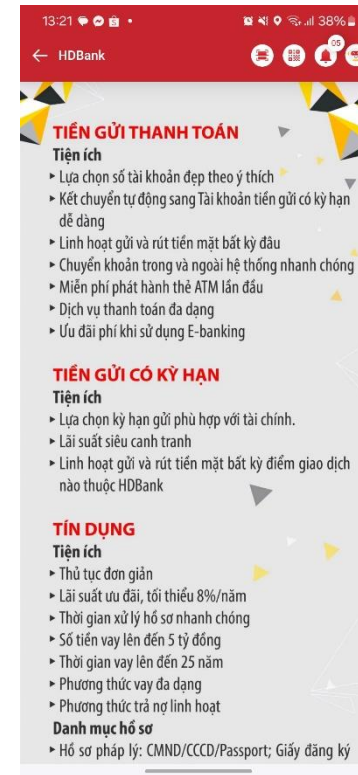 13:21
38%
HDBank
05
TIỀN GỬI THANH TOÁN
Tiện ích
▸ Lựa chọn số tài khoản đẹp theo ý thích
▸ Kết chuyển tự động sang Tài khoản tiền gửi có kỳ hạn
dễ dàng
▸ Linh hoạt gửi và rút tiền mặt bất kỳ đâu
▸ Chuyển khoản trong và ngoài hệ thống nhanh chóng
▸ Miễn phí phát hành thẻ ATM lần đầu
▸ Dịch vụ thanh toán đa dạng
▸ Ưu đãi phí khi sử dụng E-banking
TIỀN GỬI CÓ KỲ HẠN
Tiện ích
▸ Lựa chọn kỳ hạn gửi phù hợp với tài chính.
▸ Lãi suất siêu canh tranh
▸ Linh hoạt gửi và rút tiền mặt bất kỳ điểm giao dịch
nào thuộc HDBank
TÍN DỤNG
Tiện ích
▸ Thủ tục đơn giản
▸ Lãi suất ưu đãi, tối thiểu 8%/năm
▸ Thời gian xử lý hồ sơ nhanh chóng
▸ Số tiền vay lên đến 5 tỷ đồng
▸ Thời gian vay lên đến 25 năm
▸ Phương thức vay đa dạng
▸ Phương thức trả nợ linh hoạt
Danh mục hồ sơ
▸ Hồ sơ pháp lý: CMND/CCCD/Passport; Giấy đăng ký